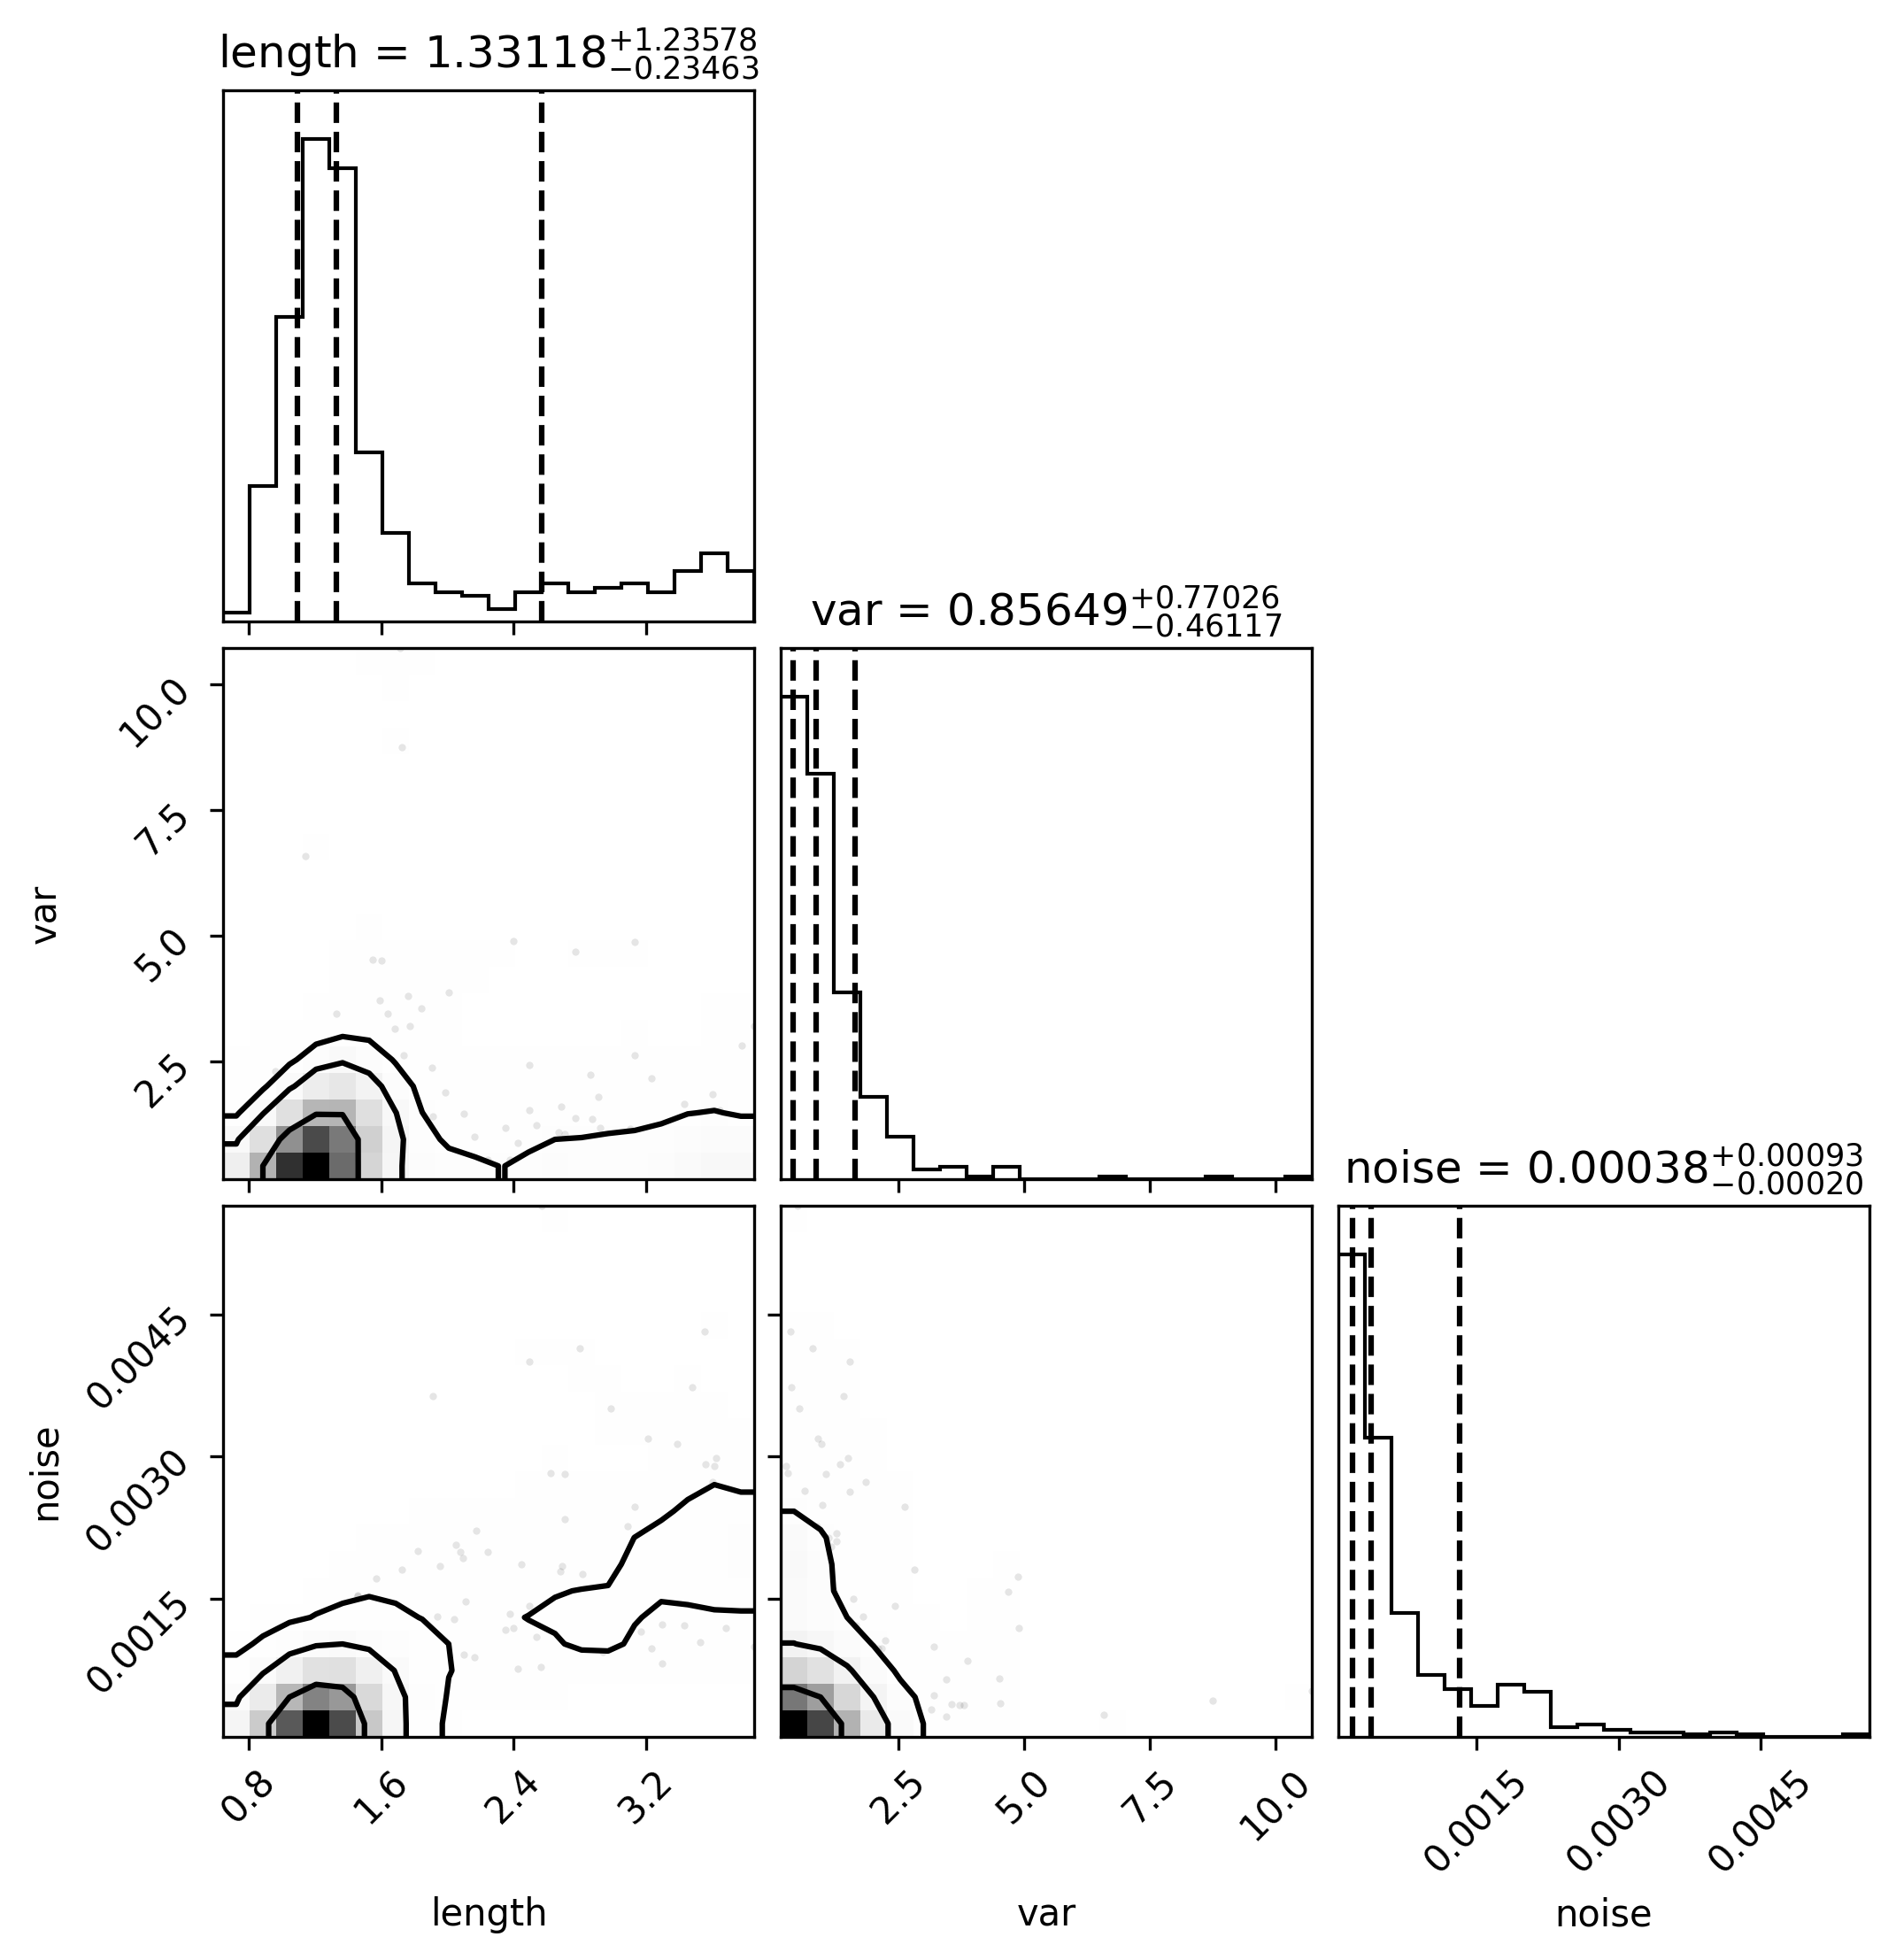 length = 1.33118 +1.23578 −0.23463
var = 0.85649 +0.77026 −0.46117
10.0
7.5
5.0
2.5
var
noise = 0.00038 +0.00093 −0.00020
0.0045
0.0030
0.0015
noise
0.8 1.6 2.4 3.2
length
2.5 5.0 7.5 10.0
var
0.0015 0.0030 0.0045
noise